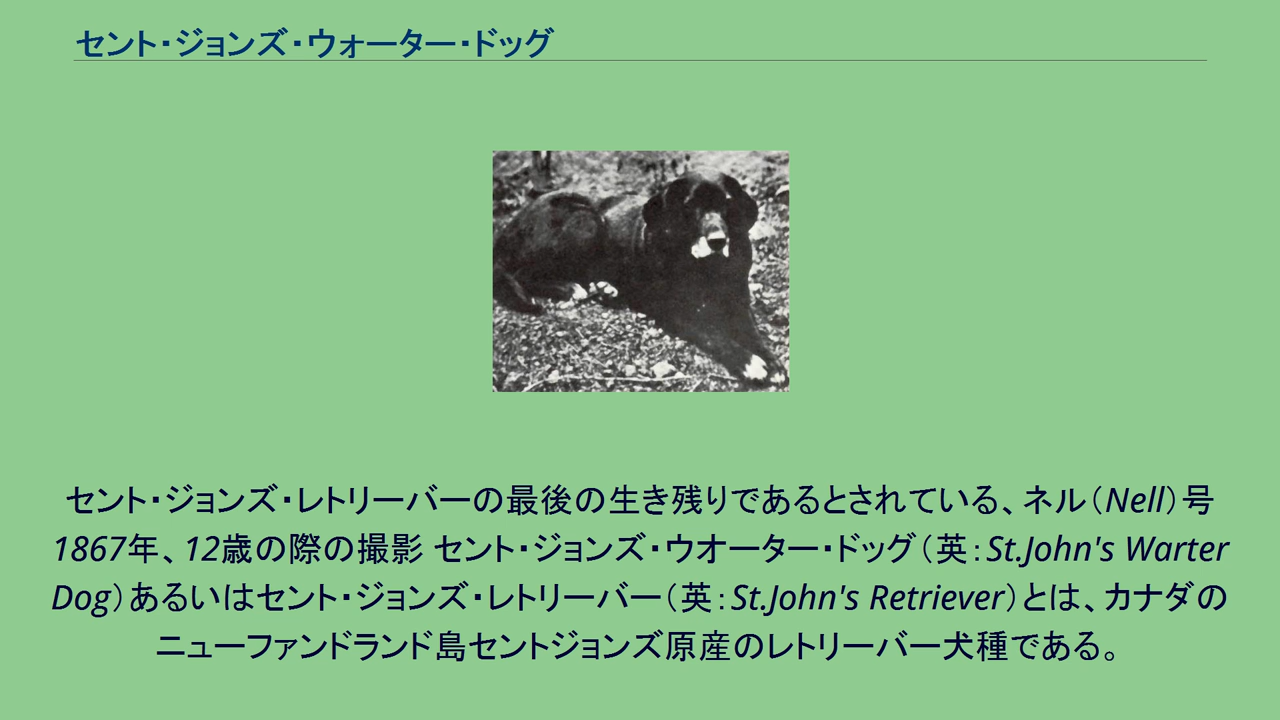 セント・ジョンズ・ウォーター・ドッグ
セント・ジョンズ・レトリーバーの最後の生き残りであるとされている、ネル（Nell）号
1867年、12歳の際の撮影 セント・ジョンズ・ウオーター・ドッグ（英：St.John's Warter
Dog）あるいはセント・ジョンズ・レトリーバー（英：St.John's Retriever）とは、カナダの
ニューファンドランド島セントジョンズ原産のレトリーバー犬種である。